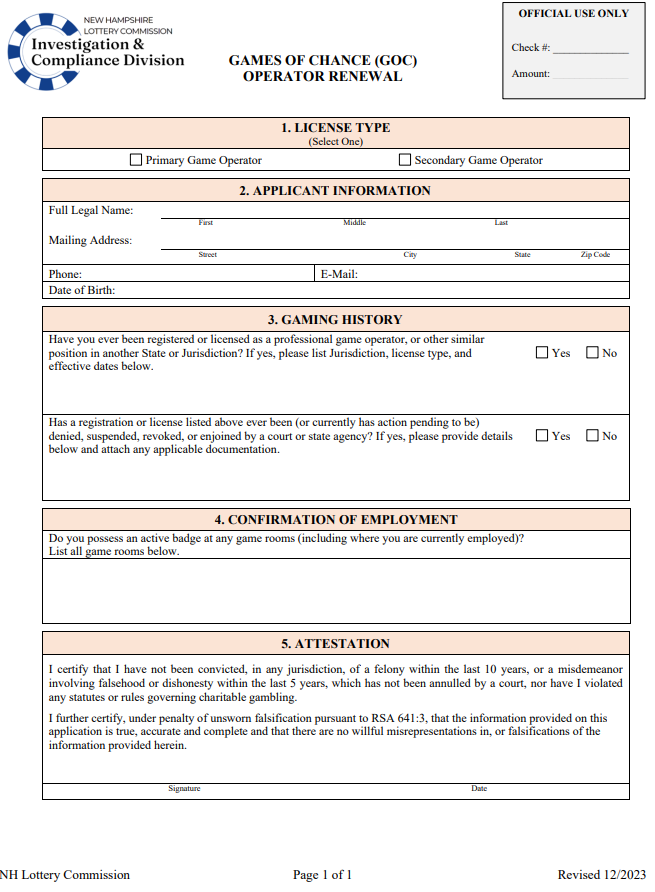 NEW HAMPSHIRE
LOTTERY COMMISSION
Investigation &
Compliance Division
GAMES OF CHANCE (GOC)
OPERATOR RENEWAL
OFFICIAL USE ONLY
Check #: _______________
Amount: _______________
1. LICENSE TYPE
(Select One)
Primary Game Operator
Secondary Game Operator
2. APPLICANT INFORMATION
Full Legal Name:
First Middle Last
Mailing Address:
Street City State Zip Code
Phone: E-Mail:
Date of Birth:
3. GAMING HISTORY
Have you ever been registered or licensed as a professional game operator, or other similar
position in another State or Jurisdiction? If yes, please list Jurisdiction, license type, and
effective dates below.
Yes No
Has a registration or license listed above ever been (or currently has action pending to be)
denied, suspended, revoked, or enjoined by a court or state agency? If yes, please provide details
below and attach any applicable documentation.
Yes No
4. CONFIRMATION OF EMPLOYMENT
Do you possess an active badge at any game rooms (including where you are currently employed)?
List all game rooms below.
5. ATTESTATION
I certify that I have not been convicted, in any jurisdiction, of a felony within the last 10 years, or a misdemeanor
involving falsehood or dishonesty within the last 5 years, which has not been annulled by a court, nor have I violated
any statutes or rules governing charitable gambling.
I further certify, under penalty of unsworn falsification pursuant to RSA 641:3, that the information provided on this
application is true, accurate and complete and that there are no willful misrepresentations in, or falsifications of the
information provided herein.
Signature Date
NH Lottery Commission Page 1 of 1 Revised 12/2023